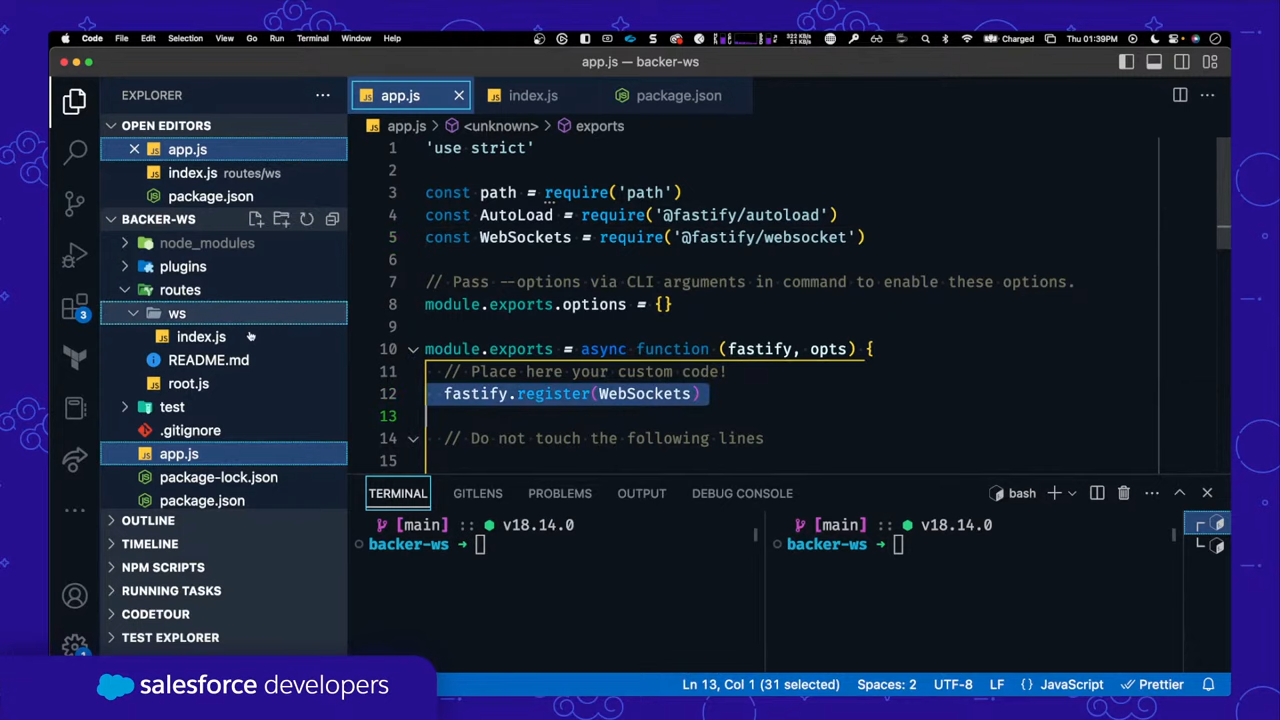 Code File Edit Selection View Go Run Terminal Window Help 322 KB 21 KB Charged Thu 01:39PM
app.js — backer-ws
EXPLORER
OPEN EDITORS
app.js
index.js routes/ws
package.json
BACKER-WS
node_modules
plugins
routes
ws
index.js
README.md
root.js
test
.gitignore
app.js
package-lock.json
package.json
OUTLINE
TIMELINE
NPM SCRIPTS
RUNNING TASKS
CODETOUR
TEST EXPLORER
3
app.js index.js package.json
app.js > <unknown> > exports
1 'use strict'
2
3 const path = require('path')
4 const AutoLoad = require('@fastify/autoload')
5 const WebSockets = require('@fastify/websocket')
6
7 // Pass --options via CLI arguments in command to enable these options.
8 module.exports.options = {}
9
10 module.exports = async function (fastify, opts) {
11 // Place here your custom code!
12 fastify.register(WebSockets)
13
14 // Do not touch the following lines
15
TERMINAL GITLENS PROBLEMS OUTPUT DEBUG CONSOLE bash
[main] :: v18.14.0
backer-ws →
[main] :: v18.14.0
backer-ws →
Ln 13, Col 1 (31 selected) Spaces: 2 UTF-8 LF {} JavaScript Prettier
salesforce developers